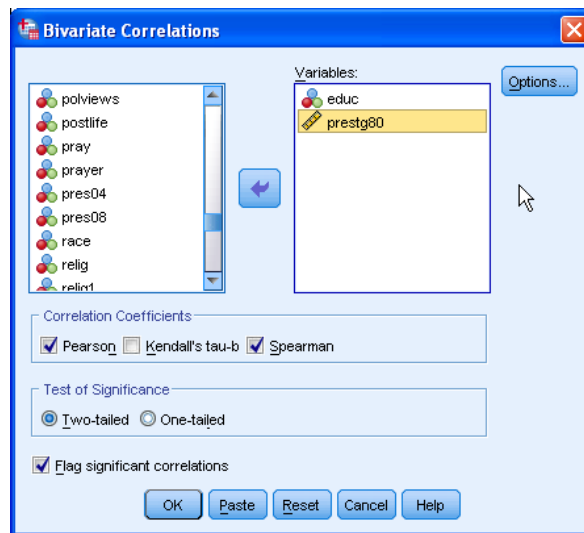 Bivariate Correlations
polviews
postlife
pray
prayer
pres04
pres08
race
relig
relig1
Variables:
educ
prestg80
Options...
Correlation Coefficients
Pearson Kendall's tau-b Spearman
Test of Significance
Two-tailed One-tailed
Flag significant correlations
OK Paste Reset Cancel Help